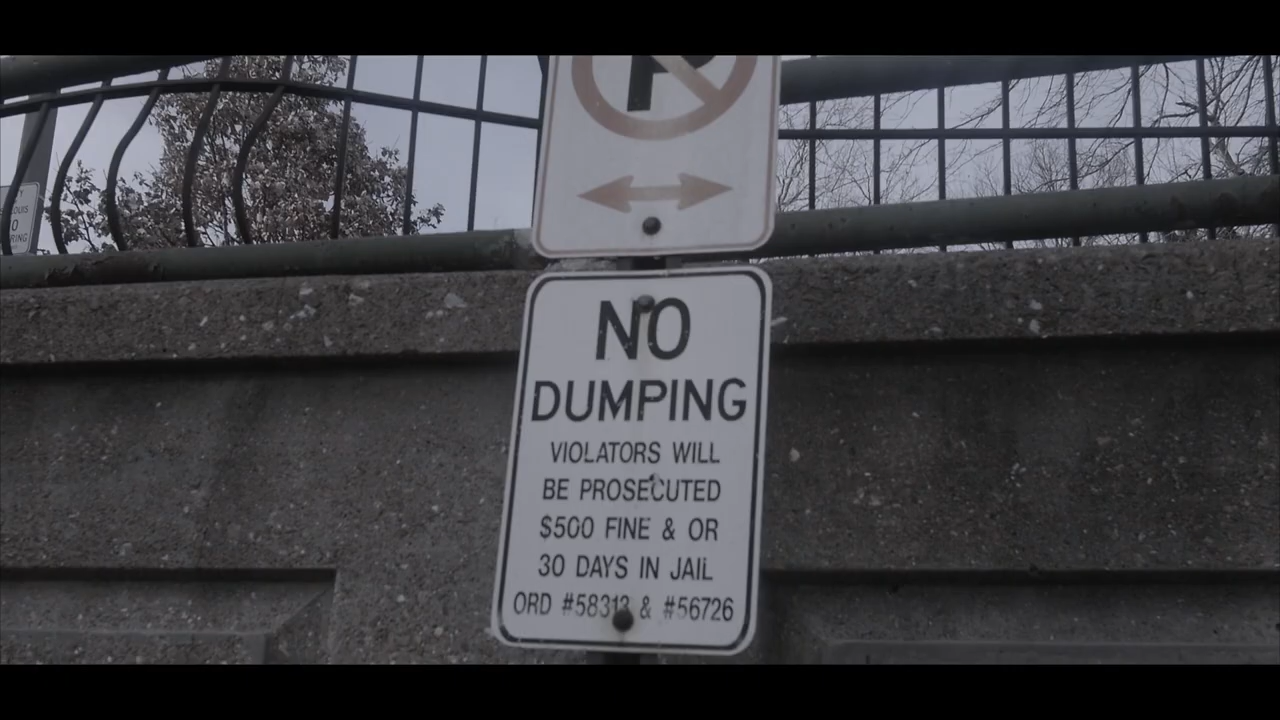 P
NO
DUMPING
VIOLATORS WILL
BE PROSECUTED
$500 FINE & OR
30 DAYS IN JAIL
ORD #58313 & #56726